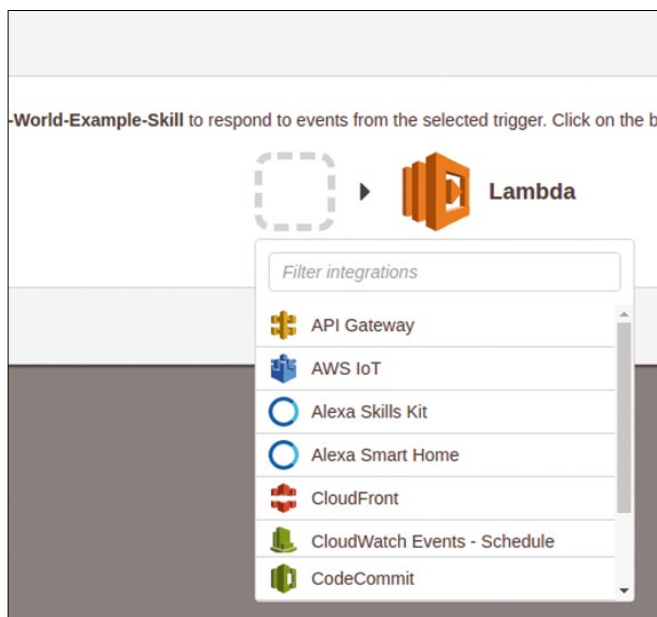 -World-Example-Skill to respond to events from the selected trigger. Click on the b
Lambda
Filter integrations
API Gateway
AWS IoT
Alexa Skills Kit
Alexa Smart Home
CloudFront
CloudWatch Events - Schedule
CodeCommit